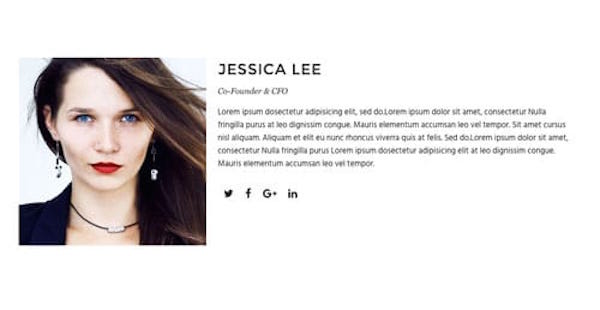 JESSICA LEE
Co-Founder & CFO
Lorem ipsum dosectetur adipisicing elit, sed do.Lorem ipsum dolor sit amet, consectetur Nulla
fringilla purus at leo dignissim congue. Mauris elementum accumsan leo vel tempor. Sit amet cursus
nisl aliquam. Aliquam et elit eu nunc rhoncus viverra quis at felis. Sed do.Lorem ipsum dolor sit amet,
consectetur Nulla fringilla purus Lorem ipsum dosectetur adipisicing elit at leo dignissim congue.
Mauris elementum accumsan leo vel tempor.